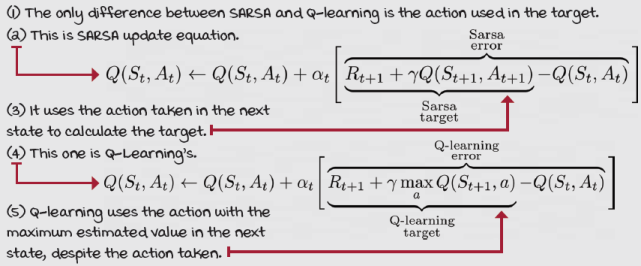 (1) The only difference between SARSA and Q-learning is the action used in the target.
(2) This is SARSA update equation.
Sarsa
error
Q(S_t, A_t) ← Q(S_t, A_t) + α_t [ R_{t+1} + γQ(S_{t+1}, A_{t+1}) − Q(S_t, A_t) ]
Sarsa
target
(3) It uses the action taken in the next
state to calculate the target.
(4) This one is Q-Learning's.
Q-learning
error
Q(S_t, A_t) ← Q(S_t, A_t) + α_t [ R_{t+1} + γ max_a Q(S_{t+1}, a) − Q(S_t, A_t) ]
Q-learning
target
(5) Q-learning uses the action with the
maximum estimated value in the next
state, despite the action taken.